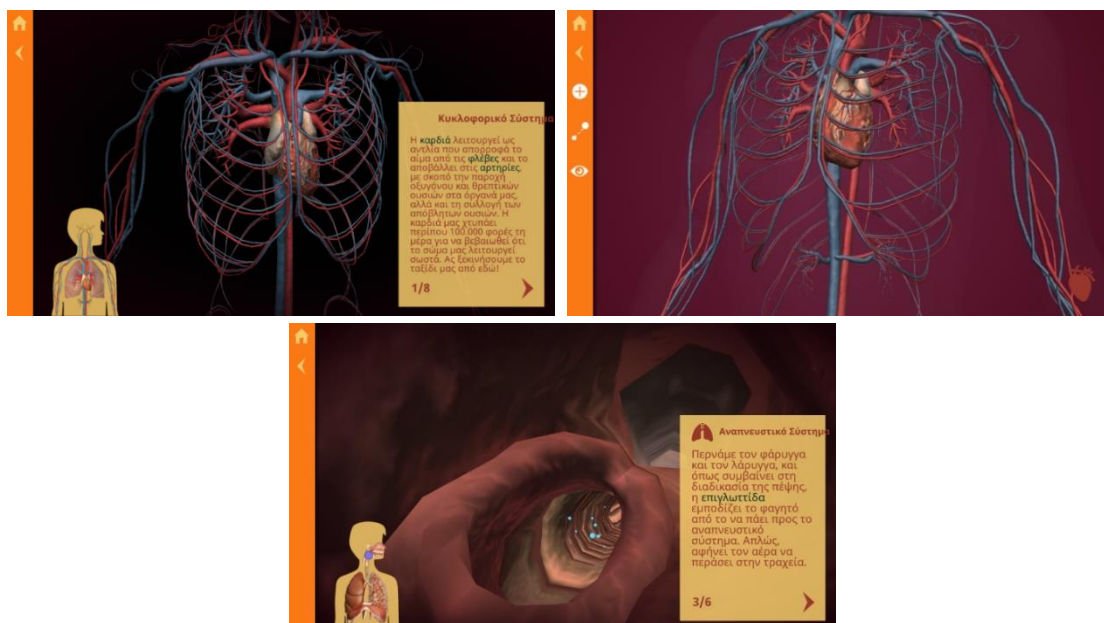 Κυκλοφορικό Σύστημα
Η καρδιά λειτουργεί ως
αντλία που απορροφά το
αίμα από τις φλέβες και το
αποβάλλει στις αρτηρίες,
με σκοπό την παροχή
οξυγόνου και θρεπτικών
ουσιών στα όργανά μας,
αλλά και τη συλλογή των
απόβλητων ουσιών. Η
καρδιά μας χτυπάει
περίπου 100.000 φορές τη
μέρα για να βεβαιωθεί ότι
το σώμα μας λειτουργεί
σωστά. Ας ξεκινήσουμε το
ταξίδι μας από εδώ!
1/8
Αναπνευστικό Σύστημα
Περνάμε τον φάρυγγα
και τον λάρυγγα, και
όπως συμβαίνει στη
διαδικασία της πέψης,
η επιγλωττίδα
εμποδίζει το φαγητό
από το να πάει προς το
αναπνευστικό
σύστημα. Απλώς,
αφήνει τον αέρα να
περάσει στην τραχεία.
3/6